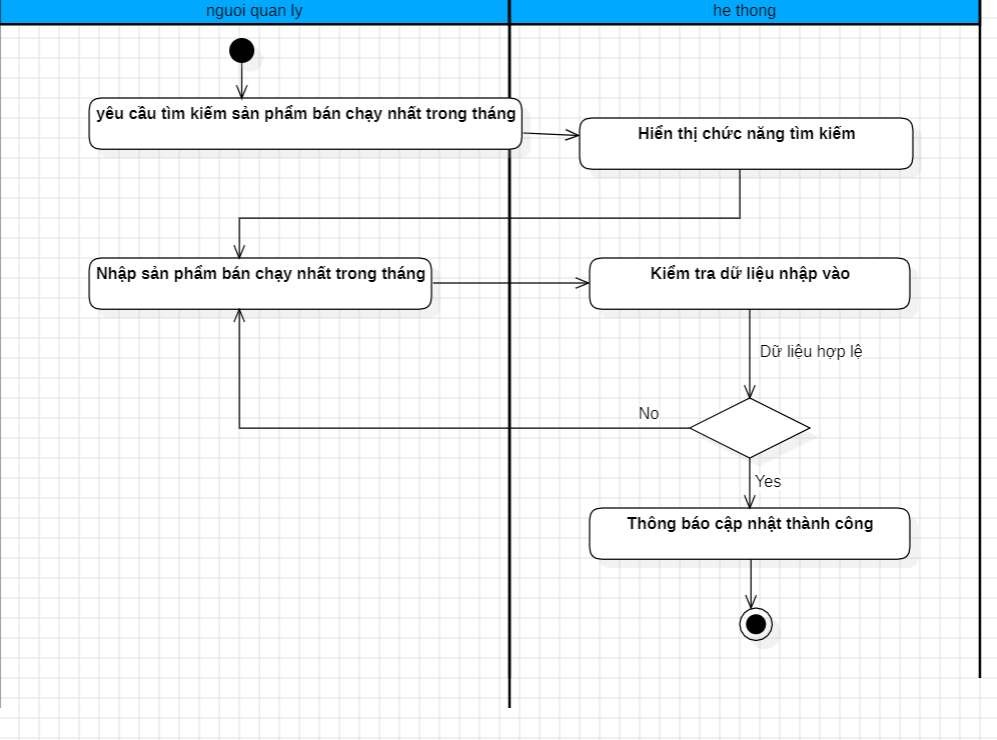 nguoi quan ly
he thong
yêu cầu tìm kiếm sản phẩm bán chạy nhất trong tháng
Hiển thị chức năng tìm kiếm
Nhập sản phẩm bán chạy nhất trong tháng
Kiểm tra dữ liệu nhập vào
Dữ liệu hợp lệ
No
Yes
Thông báo cập nhật thành công